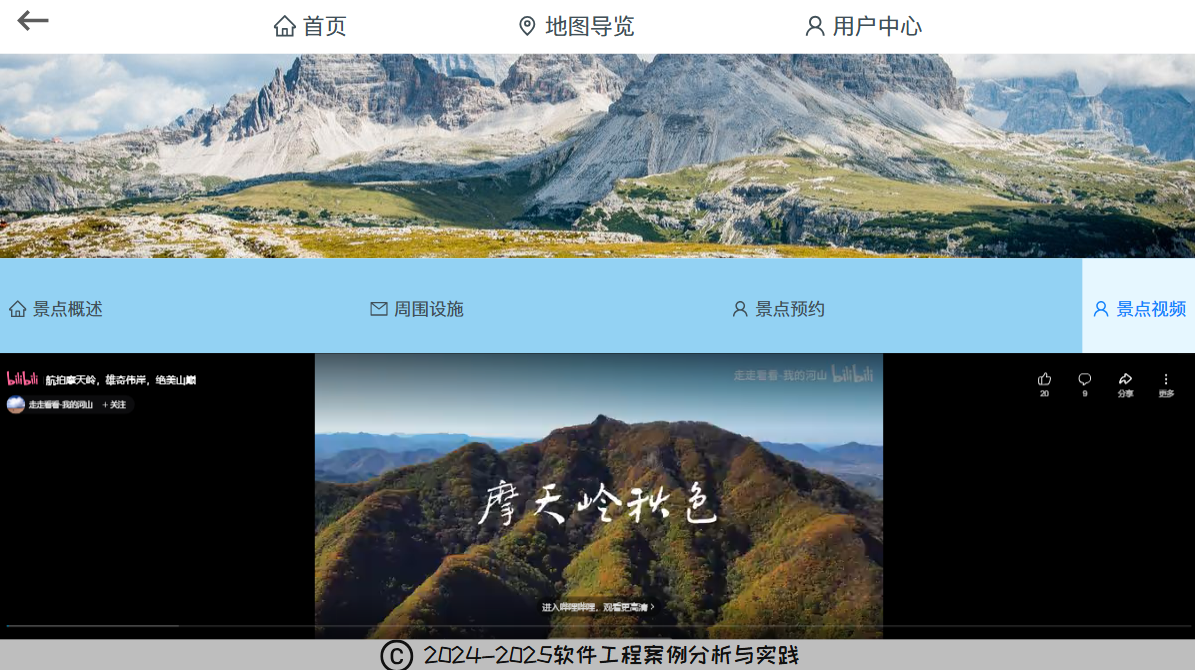 首页
地图导览
用户中心
景点概述
周围设施
景点预约
景点视频
bilibili 航拍摩天岭，雄奇伟岸，绝美山巅
走走看看-我的河山 + 关注
走走看看-我的河山 bilibili
20
9
分享
更多
摩天岭秋色
进入哔哩哔哩，观看更高清 >
© 2024-2025软件工程案例分析与实践